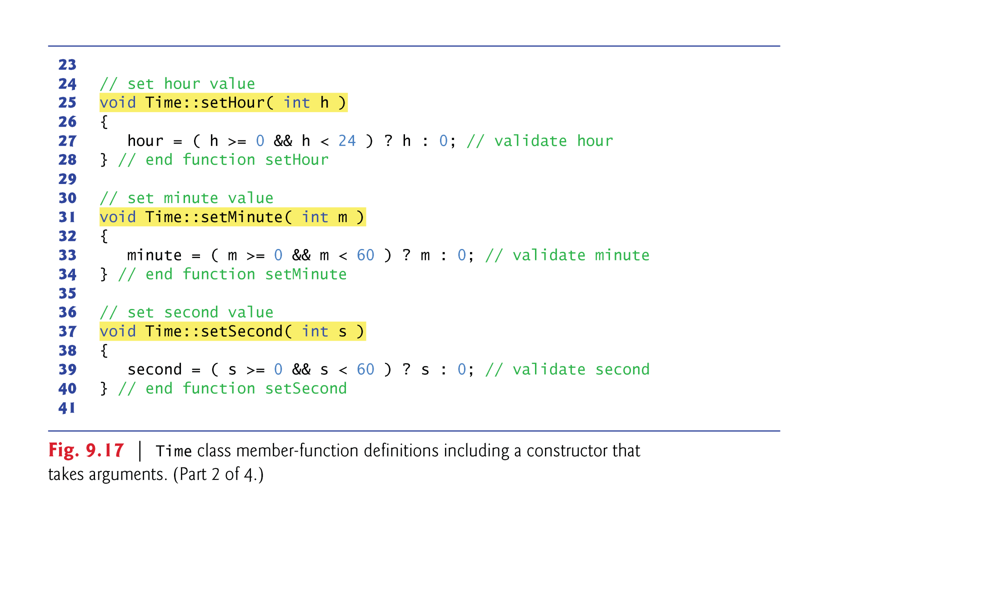 23
24 // set hour value
25 void Time::setHour( int h )
26 {
27    hour = ( h >= 0 && h < 24 ) ? h : 0; // validate hour
28 } // end function setHour
29
30 // set minute value
31 void Time::setMinute( int m )
32 {
33    minute = ( m >= 0 && m < 60 ) ? m : 0; // validate minute
34 } // end function setMinute
35
36 // set second value
37 void Time::setSecond( int s )
38 {
39    second = ( s >= 0 && s < 60 ) ? s : 0; // validate second
40 } // end function setSecond
41
Fig. 9.17 | Time class member-function definitions including a constructor that
takes arguments. (Part 2 of 4.)